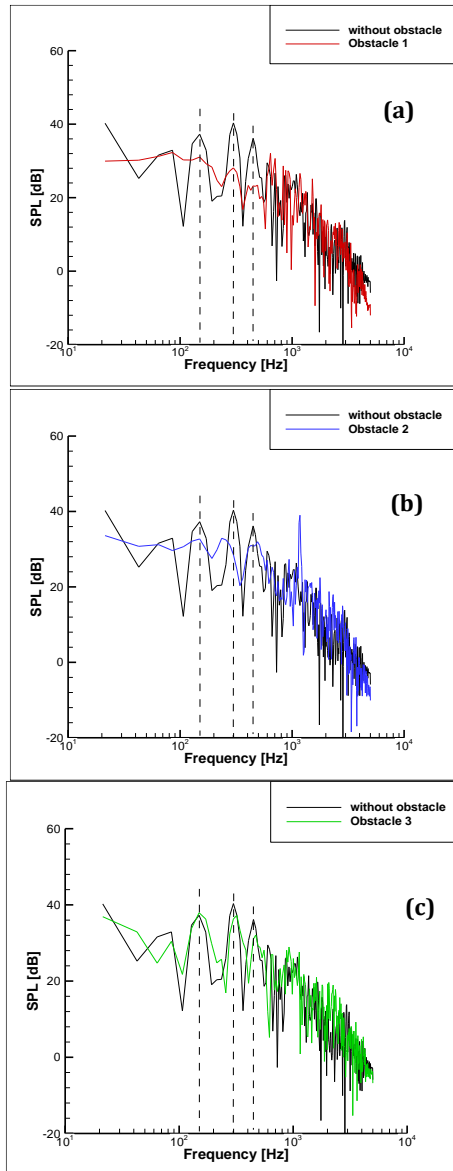 without obstacle
Obstacle 1
(a)
60
40
20
0
-20
SPL [dB]
10¹ 10² 10³ 10⁴
Frequency [Hz]
without obstacle
Obstacle 2
(b)
60
40
20
0
-20
SPL [dB]
10¹ 10² 10³ 10⁴
Frequency [Hz]
without obstacle
Obstacle 3
(c)
60
40
20
0
-20
SPL [dB]
10¹ 10² 10³ 10⁴
Frequency [Hz]